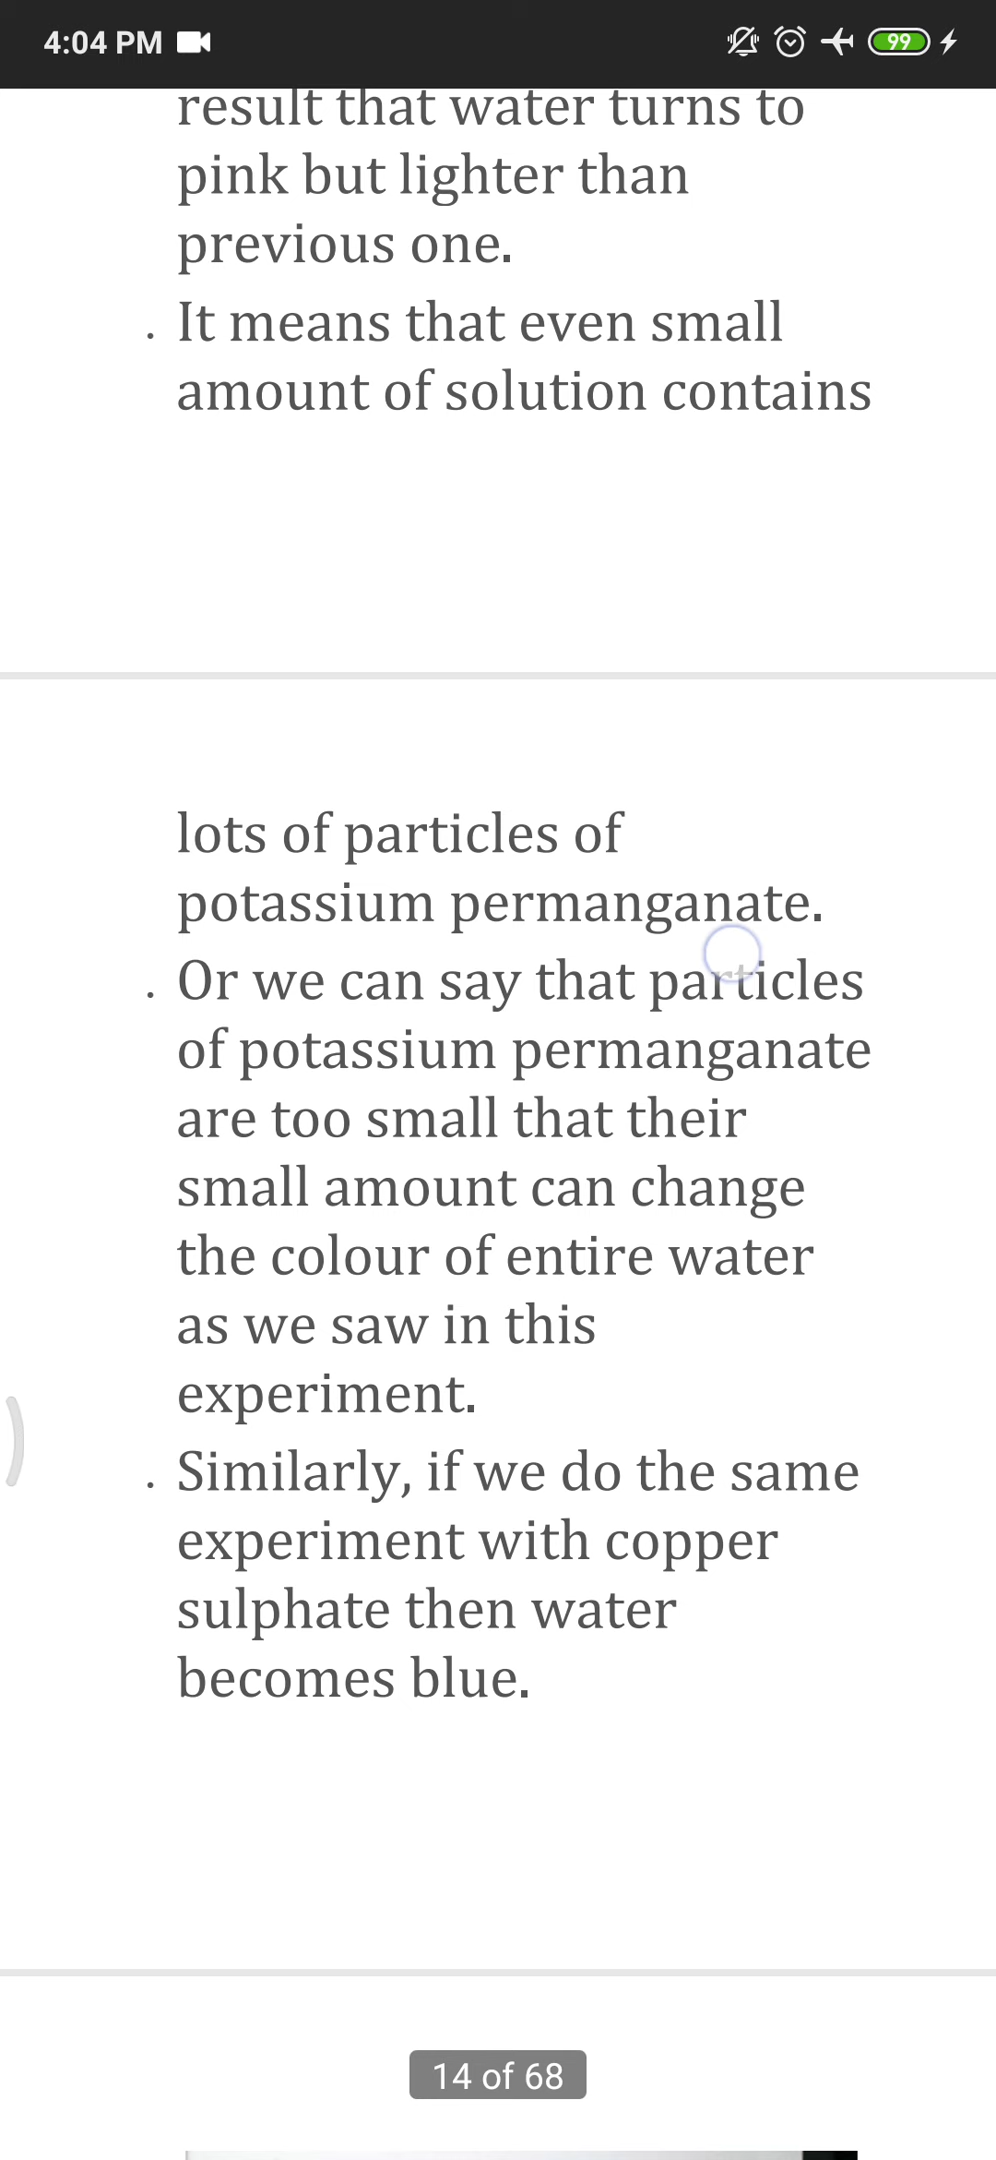 4:04 PM
99
result that water turns to
pink but lighter than
previous one.
. It means that even small
amount of solution contains
lots of particles of
potassium permanganate.
. Or we can say that particles
of potassium permanganate
are too small that their
small amount can change
the colour of entire water
as we saw in this
experiment.
. Similarly, if we do the same
experiment with copper
sulphate then water
becomes blue.
14 of 68